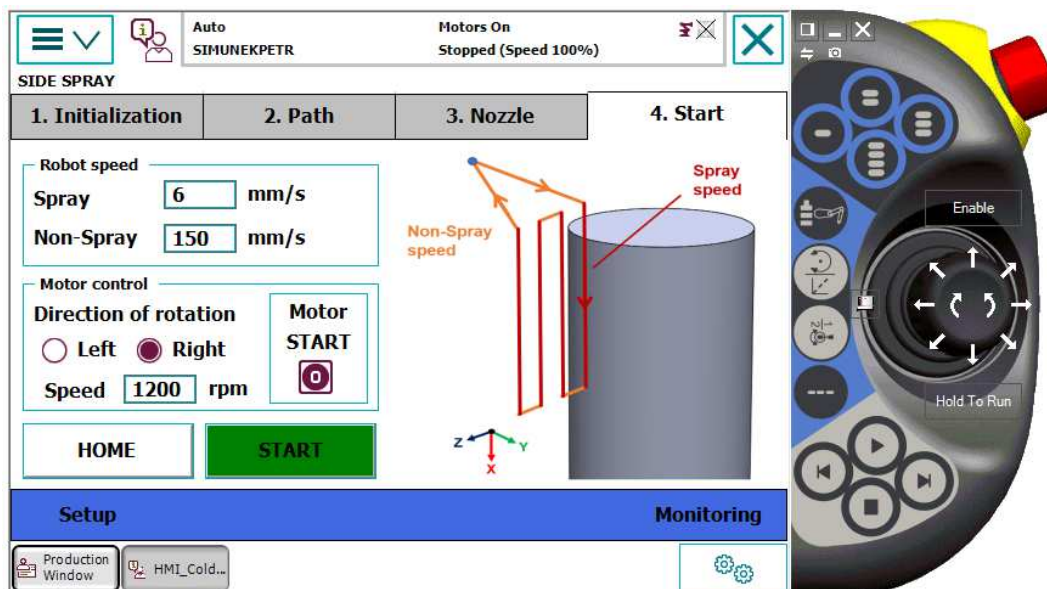 Auto
Motors On
SIMUNEKPETR
Stopped (Speed 100%)
SIDE SPRAY
1. Initialization
2. Path
3. Nozzle
4. Start
Robot speed
Spray 6 mm/s
Non-Spray 150 mm/s
Motor control
Direction of rotation
Left Right
Speed 1200 rpm
Motor
START
0
HOME
START
Non-Spray
speed
Spray
speed
Z
Y
X
Setup
Monitoring
Production
Window
HMI_Cold...
Enable
Hold To Run